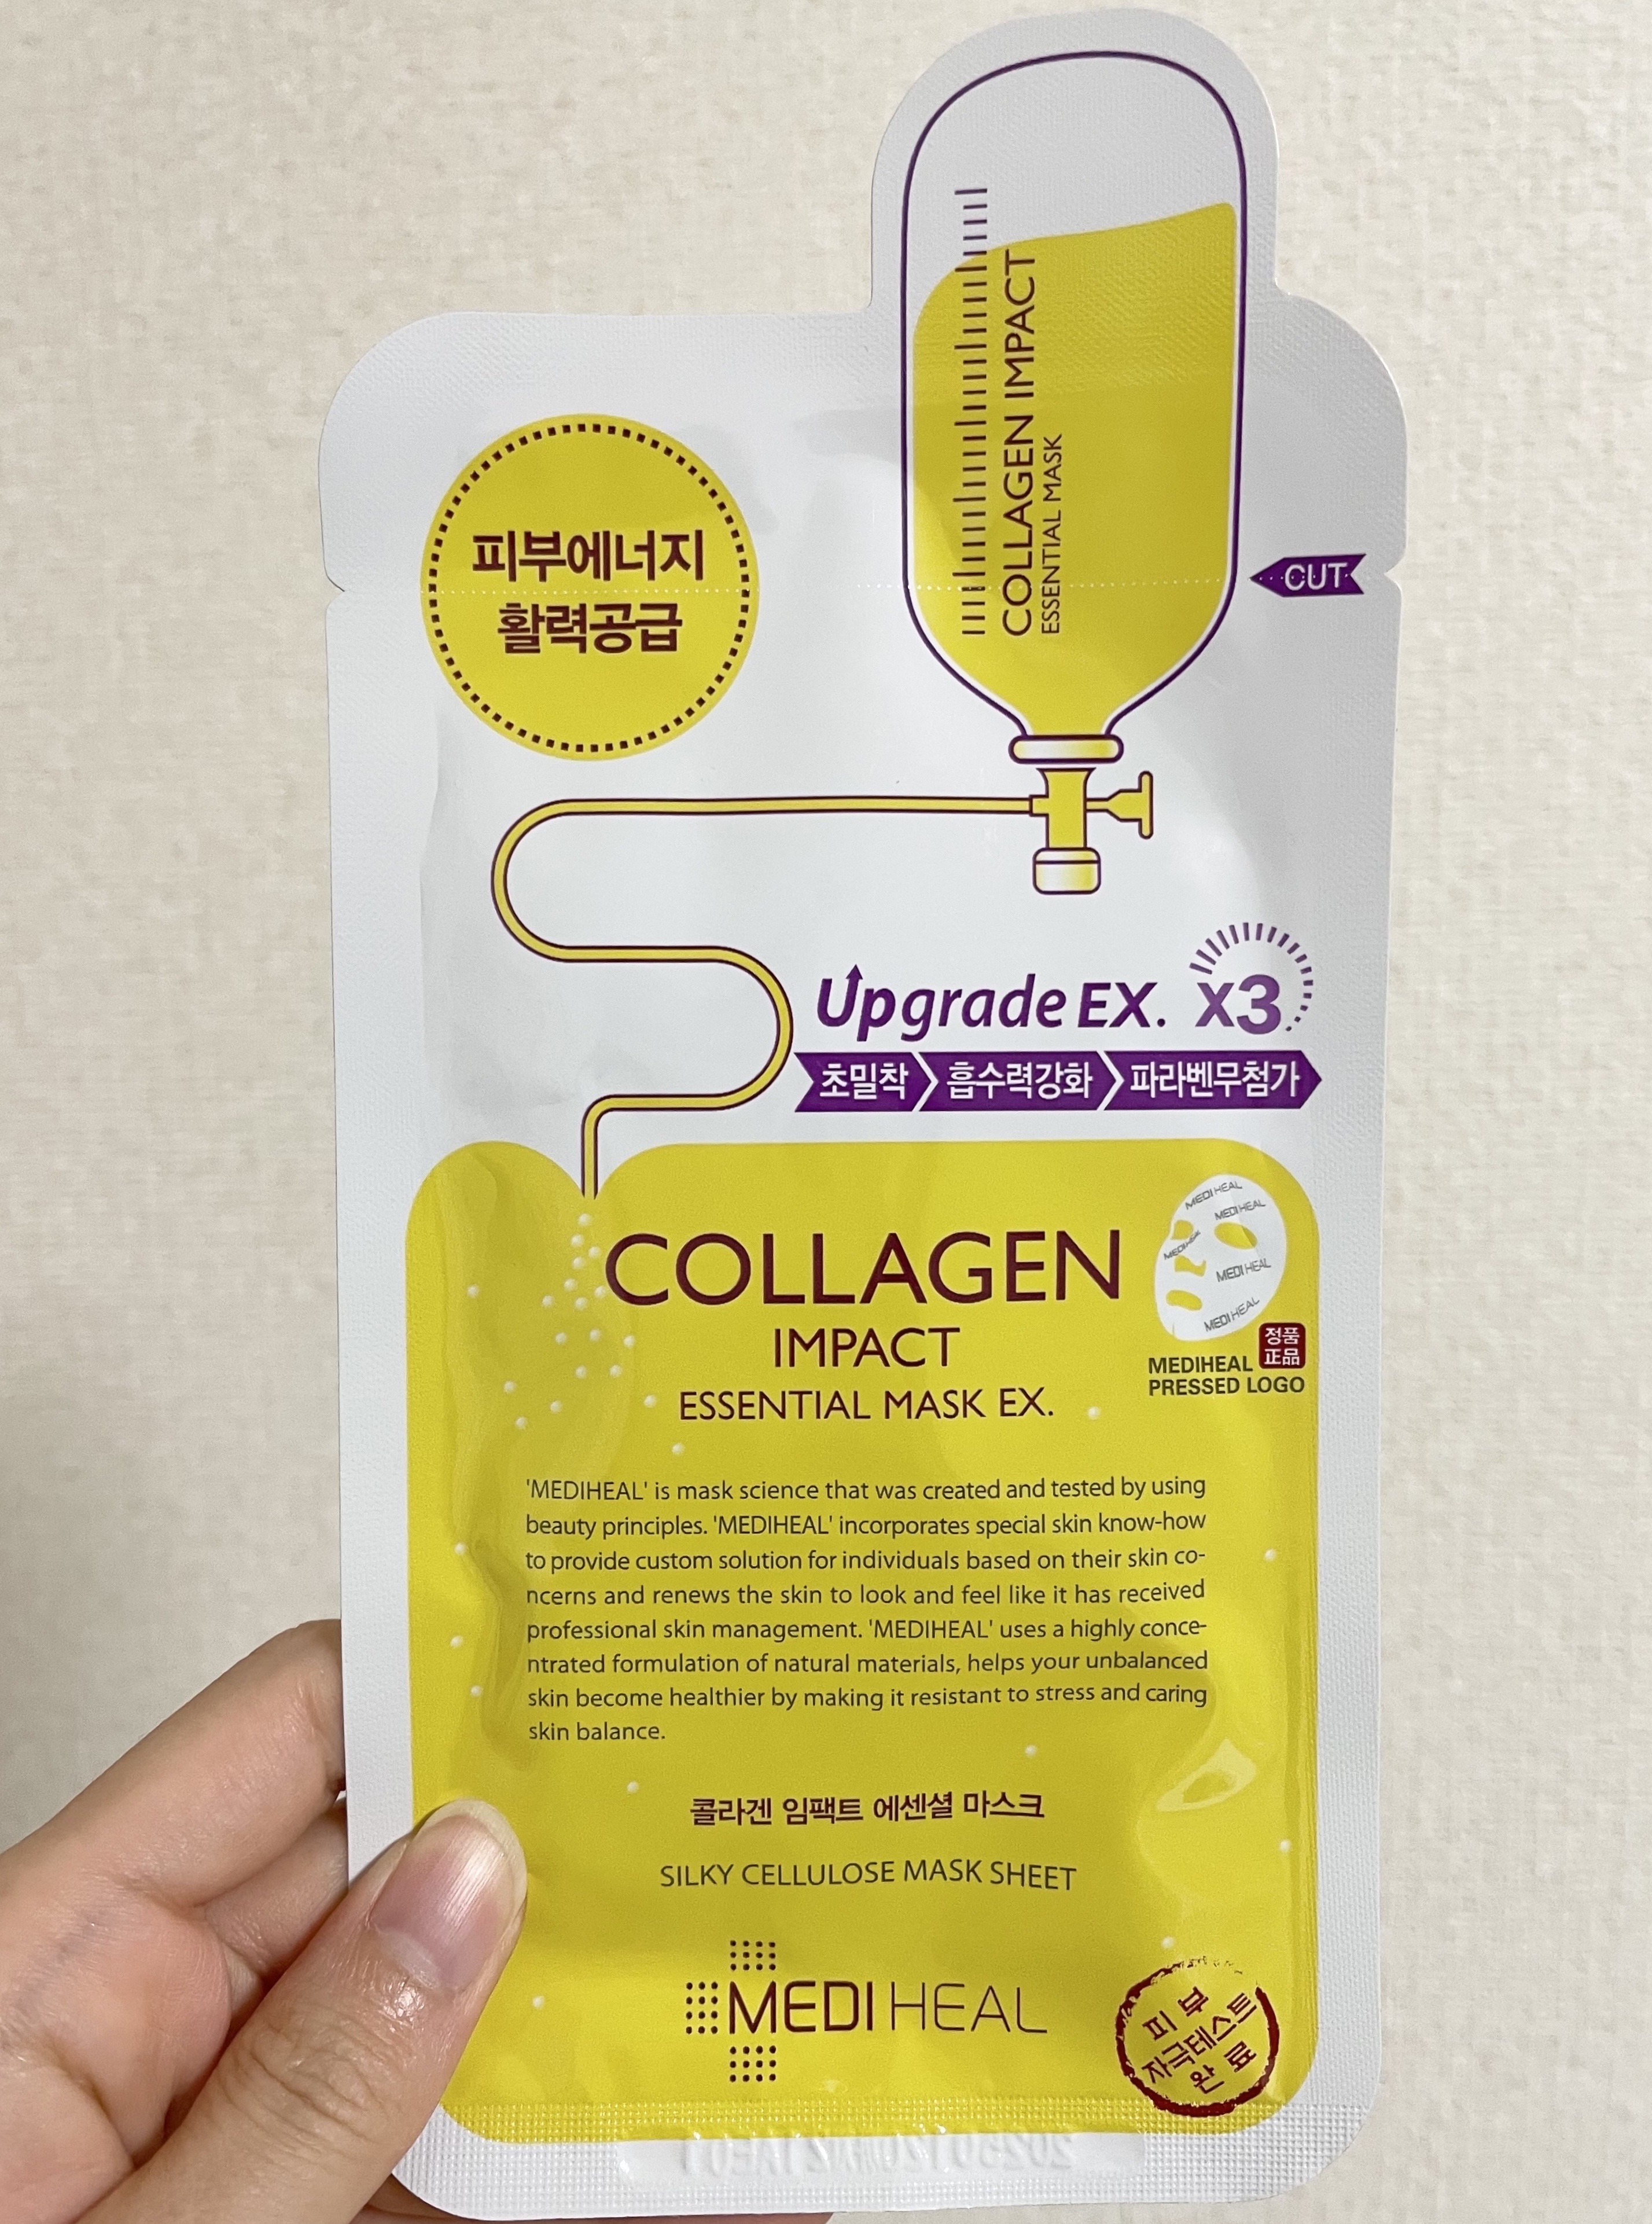 COLLAGEN IMPACT
ESSENTIAL MASK
피부에너지
활력공급
CUT
Upgrade EX. x3
초밀착 흡수력강화 파라벤무첨가
COLLAGEN
IMPACT
ESSENTIAL MASK EX.
MEDIHEAL
MEDIHEAL
MEDIHEAL
MEDIHEAL
MEDIHEAL
정품
正品
MEDIHEAL
PRESSED LOGO
'MEDIHEAL' is mask science that was created and tested by using
beauty principles. 'MEDIHEAL' incorporates special skin know-how
to provide custom solution for individuals based on their skin co-
ncerns and renews the skin to look and feel like it has received
professional skin management. 'MEDIHEAL' uses a highly conce-
ntrated formulation of natural materials, helps your unbalanced
skin become healthier by making it resistant to stress and caring
skin balance.
콜라겐 임팩트 에센셜 마스크
SILKY CELLULOSE MASK SHEET
MEDIHEAL
피부
자극테스트
완료